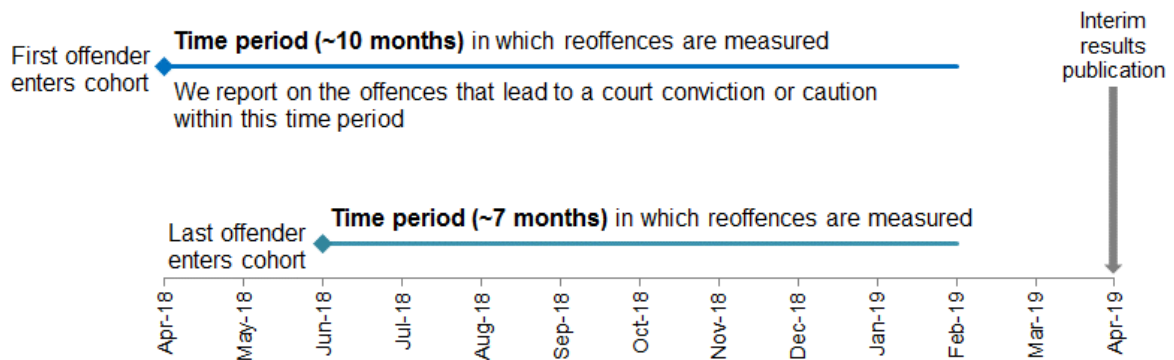 First offender
enters cohort
Time period (~10 months) in which reoffences are measured
We report on the offences that lead to a court conviction or caution
within this time period
Interim
results
publication
Last offender
enters cohort
Time period (~7 months) in which reoffences are measured
Apr-18
May-18
Jun-18
Jul-18
Aug-18
Sep-18
Oct-18
Nov-18
Dec-18
Jan-19
Feb-19
Mar-19
Apr-19